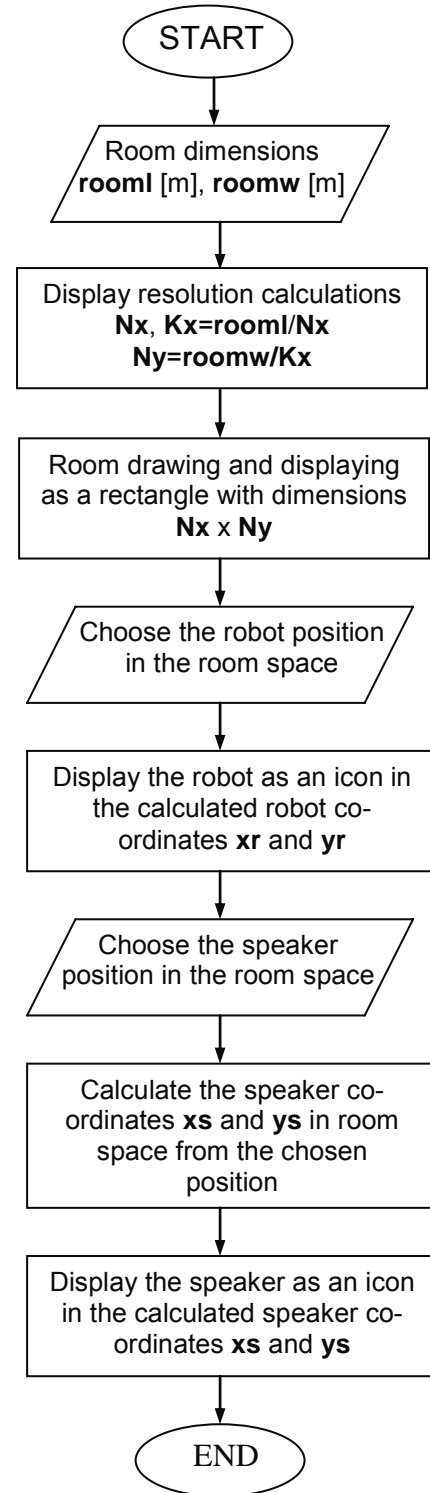 START
Room dimensions
rooml [m], roomw [m]
Display resolution calculations
Nx, Kx=rooml/Nx
Ny=roomw/Kx
Room drawing and displaying
as a rectangle with dimensions
Nx x Ny
Choose the robot position
in the room space
Display the robot as an icon in
the calculated robot co-
ordinates xr and yr
Choose the speaker
position in the room space
Calculate the speaker co-
ordinates xs and ys in room
space from the chosen
position
Display the speaker as an icon
in the calculated speaker co-
ordinates xs and ys
END